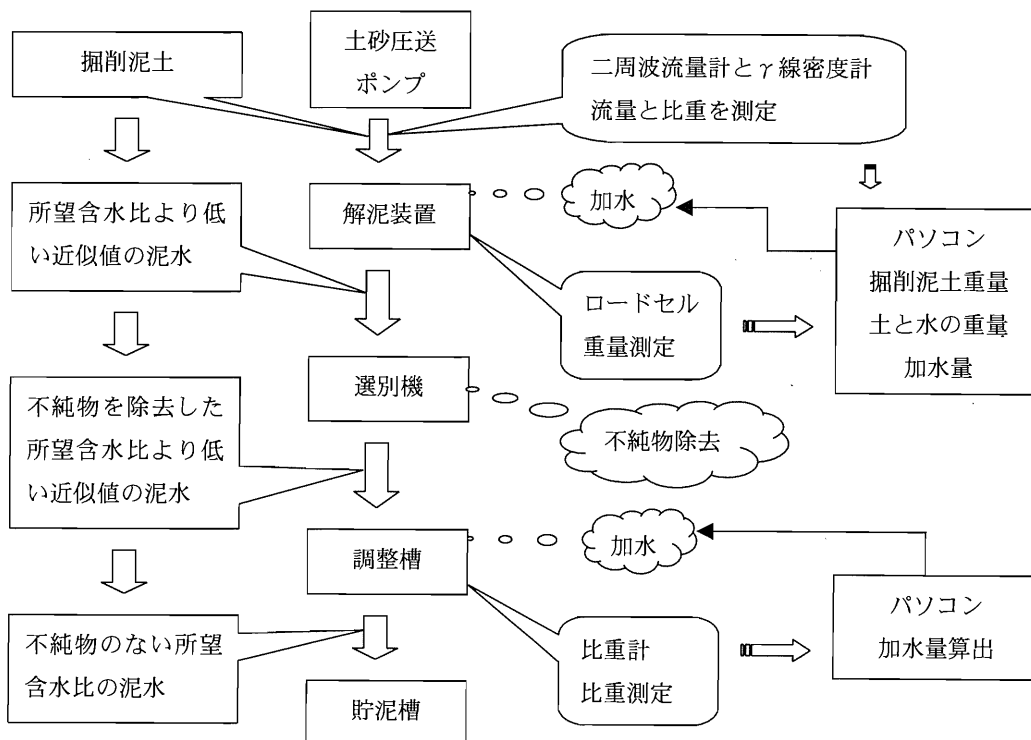 掘削泥土
土砂圧送
ポンプ
二周波流量計とγ線密度計
流量と比重を測定
所望含水比より低
い近似値の泥水
解泥装置
加水
パソコン
掘削泥土重量
土と水の重量
加水量
ロードセル
重量測定
選別機
不純物を除去した
所望含水比より低
い近似値の泥水
不純物除去
調整槽
加水
パソコン
加水量算出
不純物のない所望
含水比の泥水
比重計
比重測定
貯泥槽